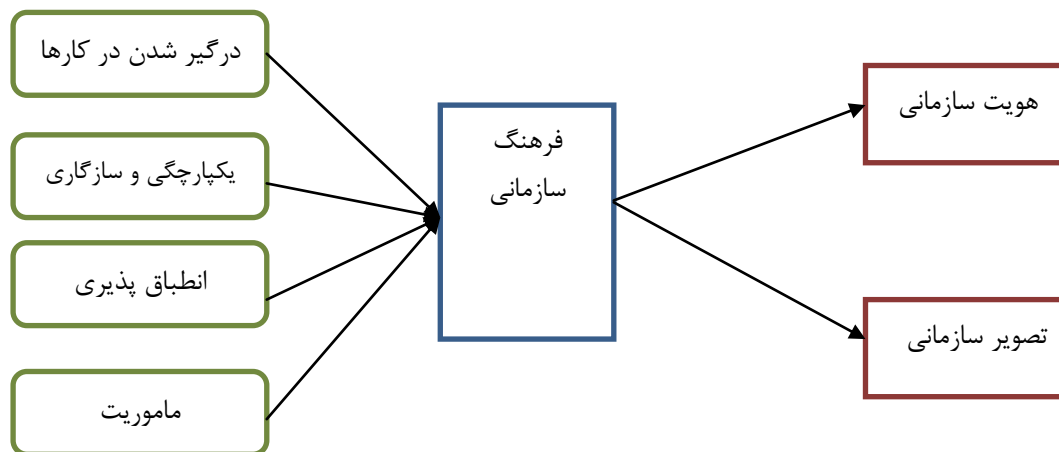 درگیر شدن در کارها
یکپارچگی و سازگاری
انطباق پذیری
ماموریت
فرهنگ
سازمانی
هویت سازمانی
تصویر سازمانی